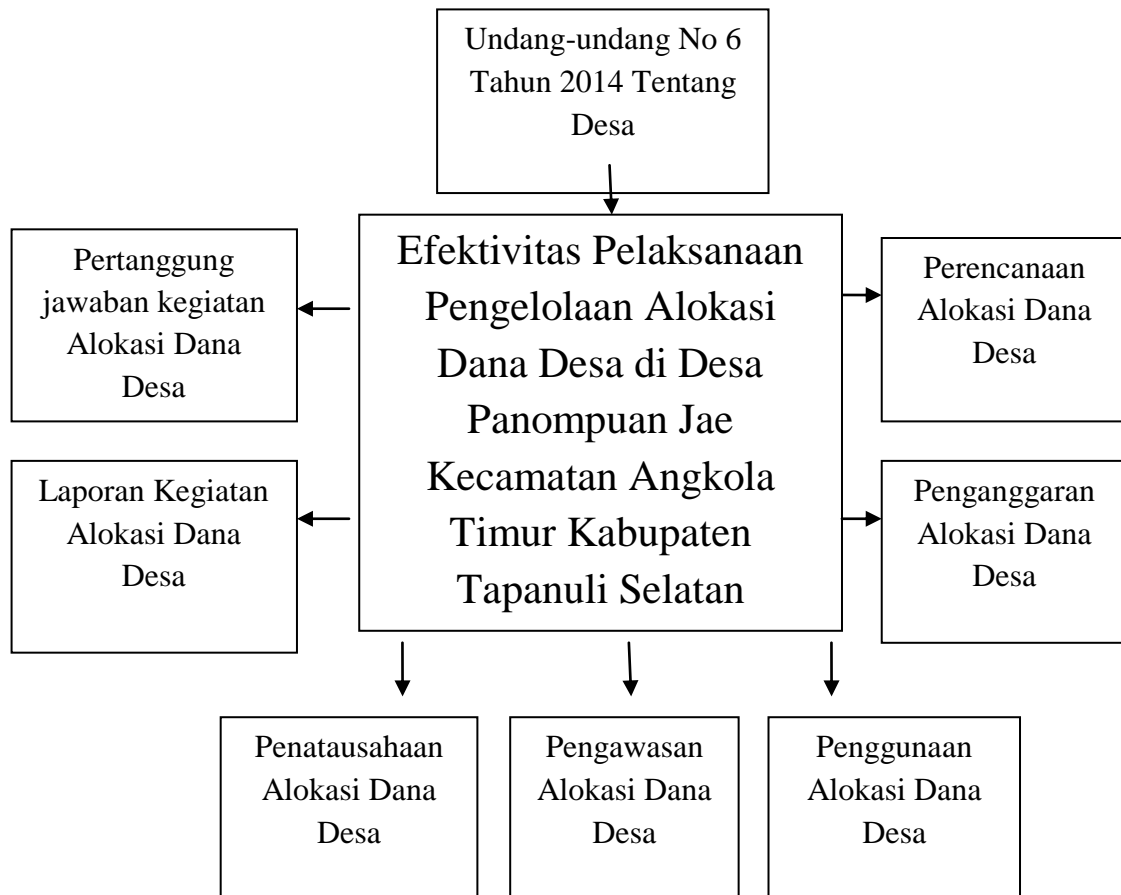 Undang-undang No 6
Tahun 2014 Tentang
Desa
Efektivitas Pelaksanaan
Pengelolaan Alokasi
Dana Desa di Desa
Panompuan Jae
Kecamatan Angkola
Timur Kabupaten
Tapanuli Selatan
Pertanggung
jawaban kegiatan
Alokasi Dana
Desa
Perencanaan
Alokasi Dana
Desa
Laporan Kegiatan
Alokasi Dana
Desa
Penganggaran
Alokasi Dana
Desa
Penatausahaan
Alokasi Dana
Desa
Pengawasan
Alokasi Dana
Desa
Penggunaan
Alokasi Dana
Desa